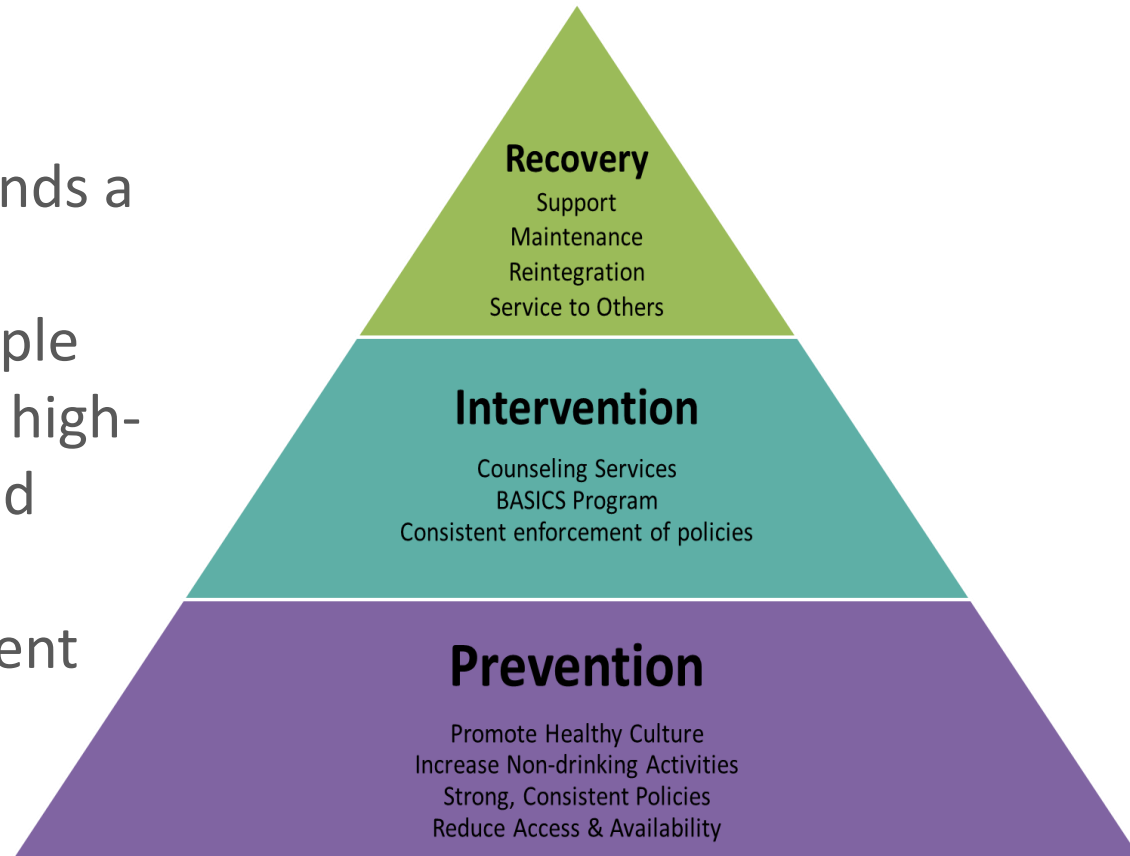 nds a
ple
high-
d
ent
Recovery
Support
Maintenance
Reintegration
Service to Others
Intervention
Counseling Services
BASICS Program
Consistent enforcement of policies
Prevention
Promote Healthy Culture
Increase Non-drinking Activities
Strong, Consistent Policies
Reduce Access & Availability